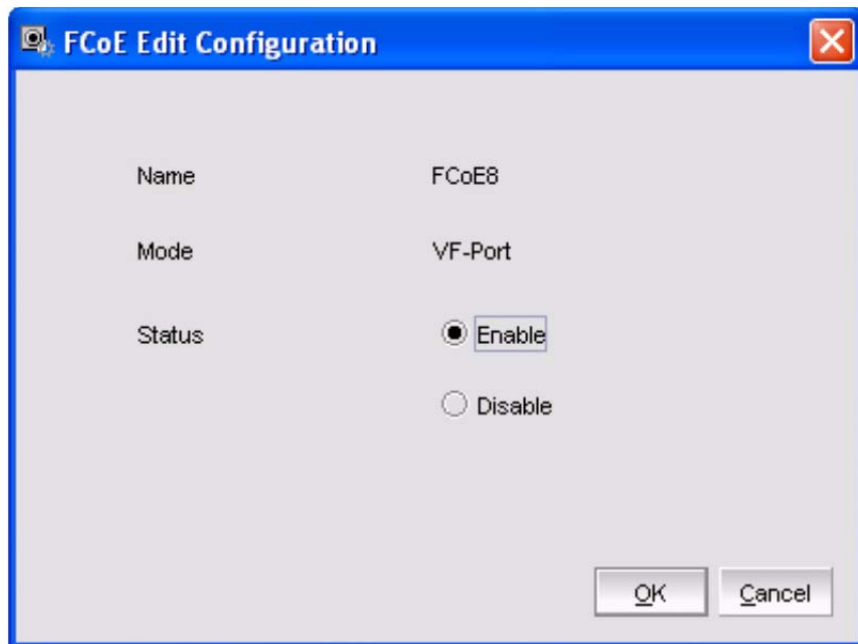 FCoE Edit Configuration
Name FCoE8
Mode VF-Port
Status Enable
Disable
OK Cancel